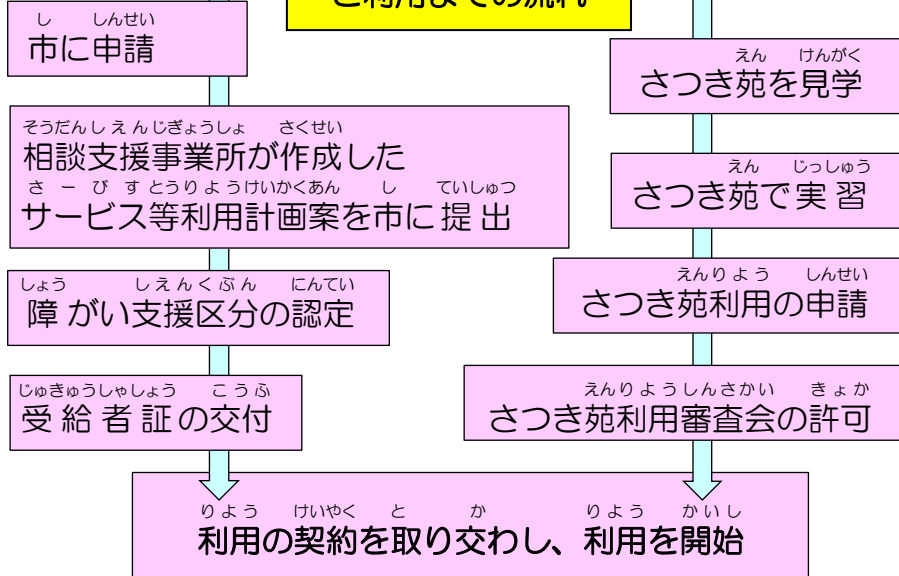 ご利用までの流れ
し しんせい
市に申請
そうだんしえんじぎょうしょ さくせい
相談支援事業所が作成した
さーびすとうりようけいかくあん し ていしゅつ
サービス等利用計画案を市に提出
しょう しえんくぶん にんてい
障がい支援区分の認定
じゅきゅうしゃしょう こうふ
受給者証の交付
えん けんがく
さつき苑を見学
えん じっしゅう
さつき苑で実習
えんりよう しんせい
さつき苑利用の申請
えんりようしんさかい きょか
さつき苑利用審査会の許可
りよう けいやく と か りよう かいし
利用の契約を取り交わし、利用を開始